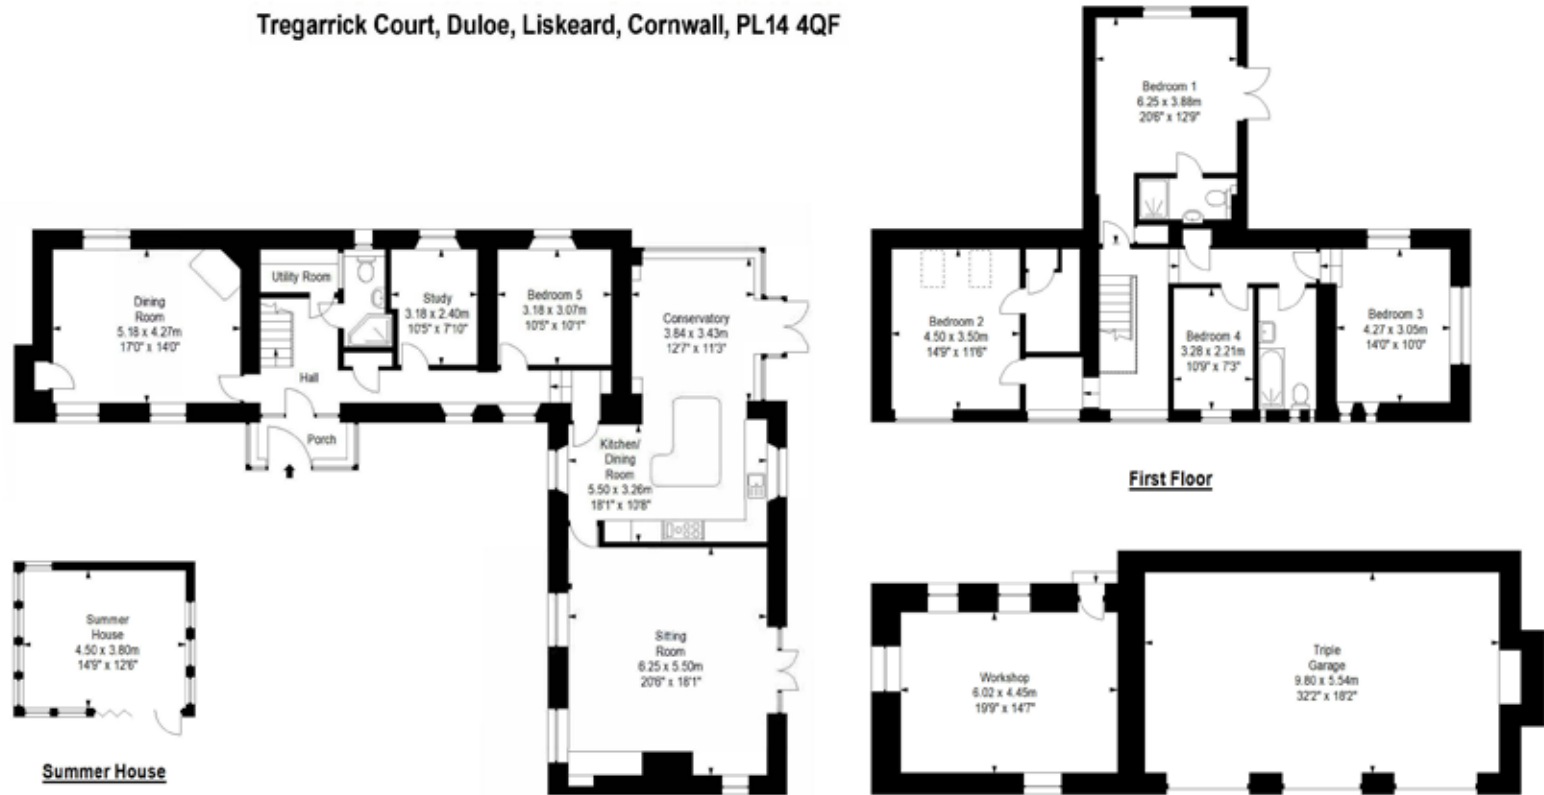 Tregarrick Court, Duloe, Liskeard, Cornwall, PL14 4QF
Bedroom 1
6.25 x 3.88m
20'6" x 12'9"
Dining
Room
5.18 x 4.27m
17'0" x 14'0"
Utility Room
Hall
Porch
Study
3.18 x 2.40m
10'5" x 7'10"
Bedroom 5
3.18 x 3.07m
10'5" x 10'1"
Conservatory
3.84 x 3.43m
12'7" x 11'3"
Kitchen/
Dining
Room
5.50 x 3.26m
18'1" x 10'8"
Sitting
Room
6.25 x 5.50m
20'6" x 18'1"
Bedroom 2
4.50 x 3.50m
14'9" x 11'6"
Bedroom 4
3.28 x 2.21m
10'9" x 7'3"
Bedroom 3
4.27 x 3.05m
14'0" x 10'0"
First Floor
Summer
House
4.50 x 3.80m
14'9" x 12'6"
Summer House
Workshop
6.02 x 4.45m
19'9" x 14'7"
Triple
Garage
9.80 x 5.54m
32'2" x 18'2"